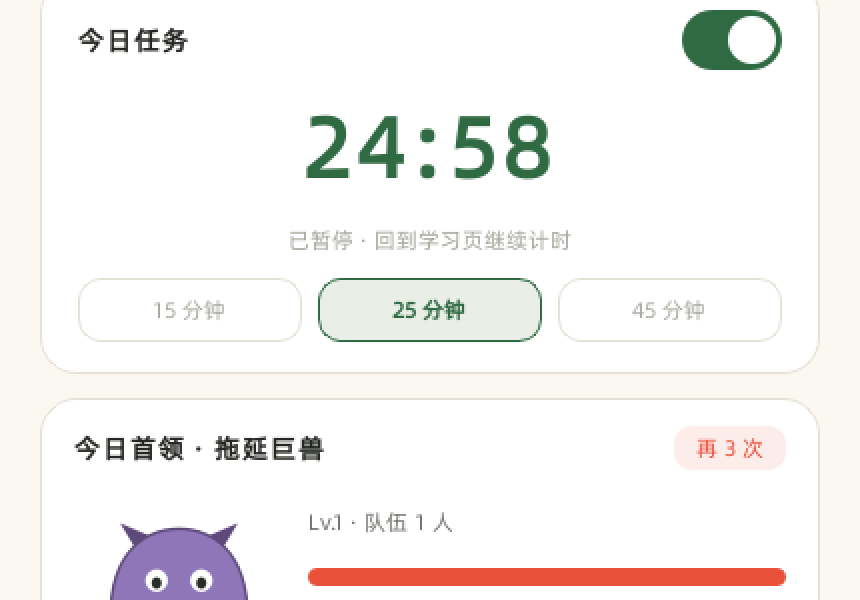 今日任务
24:58
已暂停 · 回到学习页继续计时
15 分钟
25 分钟
45 分钟
今日首领 · 拖延巨兽
再 3 次
Lv.1 · 队伍 1 人